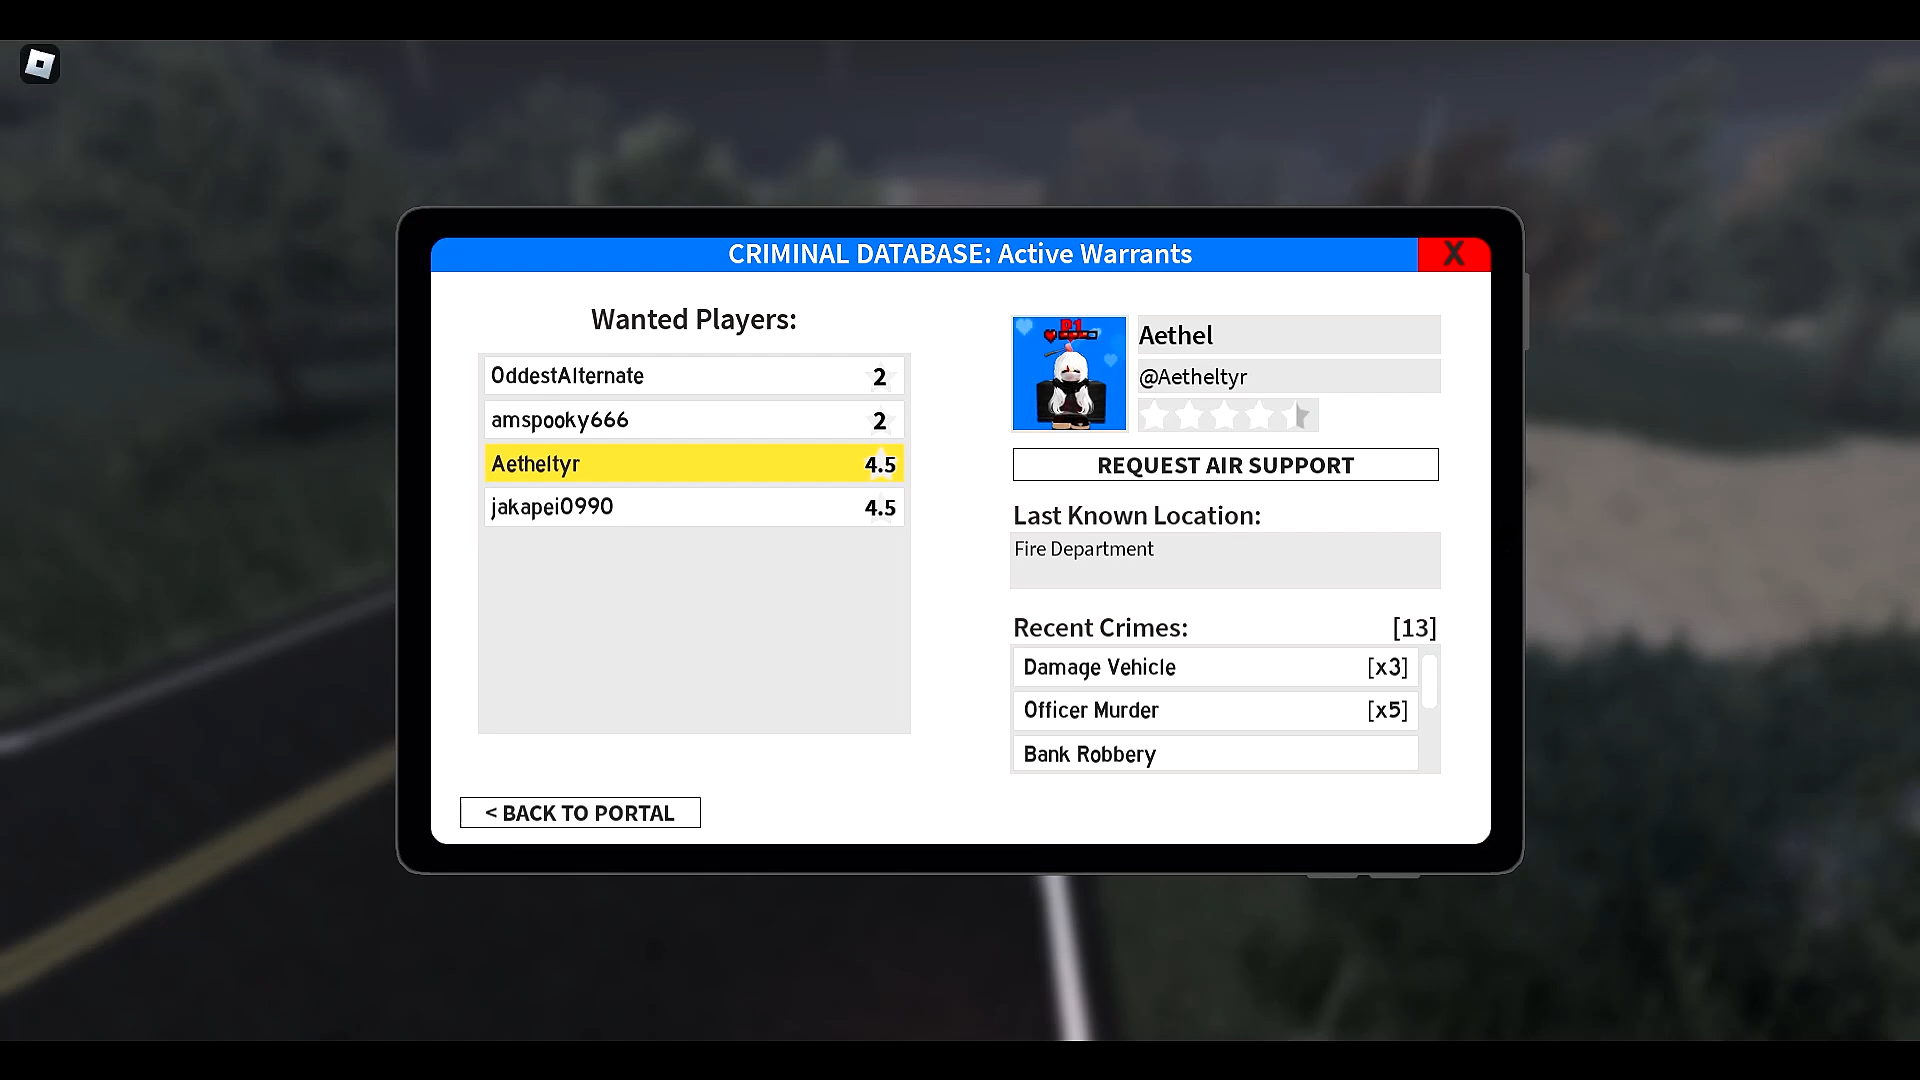 CRIMINAL DATABASE: Active Warrants
X
Wanted Players:
OddestAlternate 2
amspooky666 2
Aetheltyr 4.5
jakapei0990 4.5
< BACK TO PORTAL
P1
Aethel
@Aetheltyr
REQUEST AIR SUPPORT
Last Known Location:
Fire Department
Recent Crimes: [13]
Damage Vehicle [x3]
Officer Murder [x5]
Bank Robbery